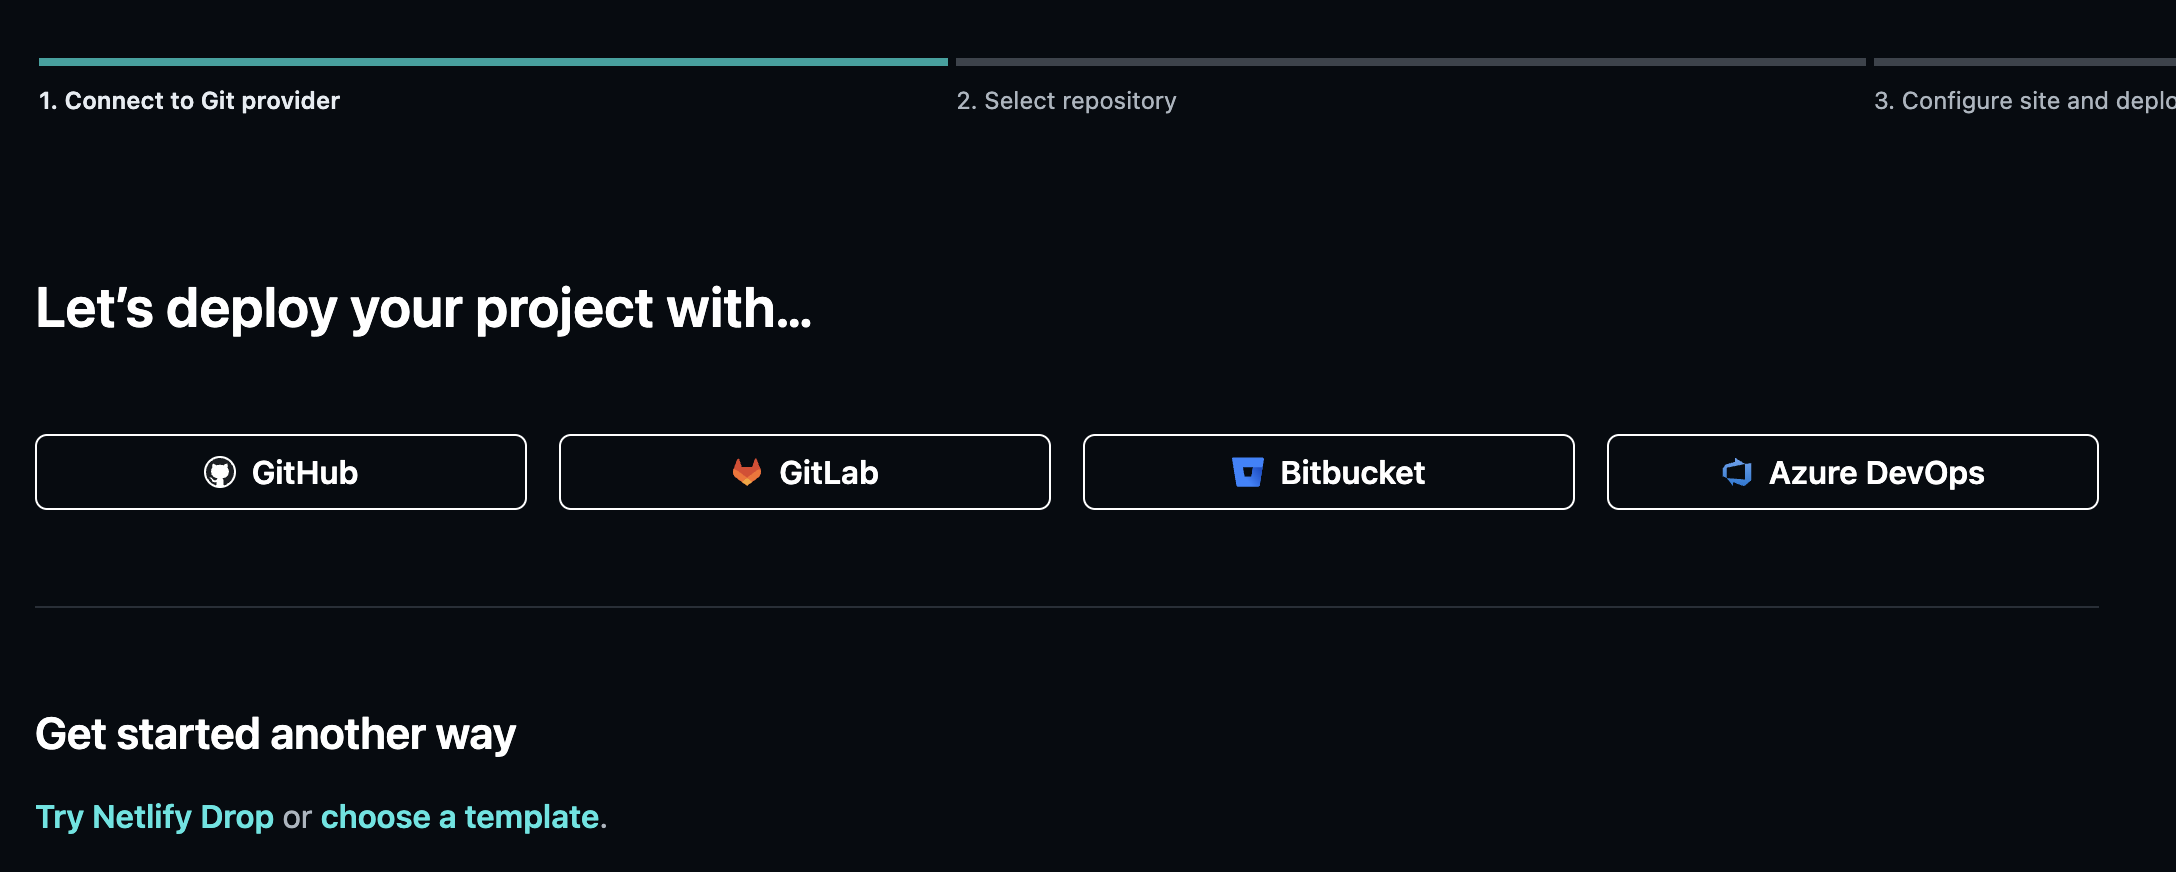 1. Connect to Git provider
2. Select repository
3. Configure site and deplo
Let’s deploy your project with…
GitHub
GitLab
Bitbucket
Azure DevOps
Get started another way
Try Netlify Drop or choose a template.